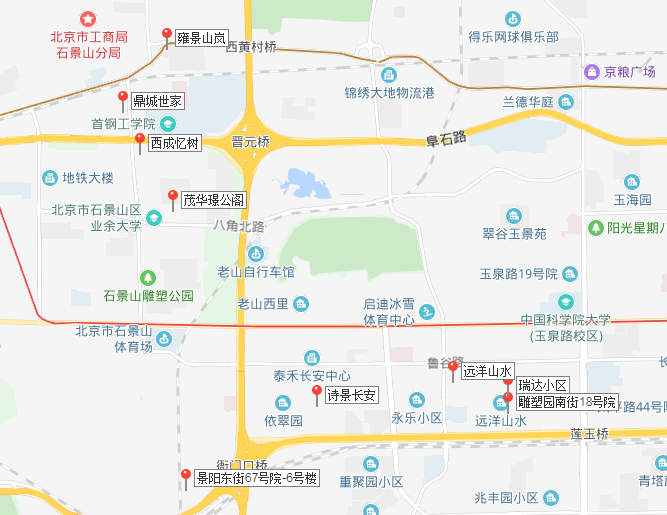 北京市工商局
石景山分局
雍景山岚
西黄村桥
得乐网球俱乐部
京粮广场
锦绣大地物流港
兰德华庭
鼎城世家
首钢工学院
西成忆树
晋元桥
阜石路
地铁大楼
茂华璟公阁
玉海园
北京市石景山区
业余大学
八角北路
翠谷玉景苑
阳光星期八
老山自行车馆
玉泉路19号院
石景山雕塑公园
老山西里
启迪冰雪
体育中心
中国科学院大学
(玉泉路校区)
北京市石景山
体育场
鲁谷路
泰禾长安中心
远洋山水
长
瑞达小区
诗景长安
雕塑园南街18号院
依翠园
永乐小区
远洋山水
路44号
莲玉桥
衙门口桥
景阳东街67号院-6号楼
重聚园小区
青塔
兆丰园小区